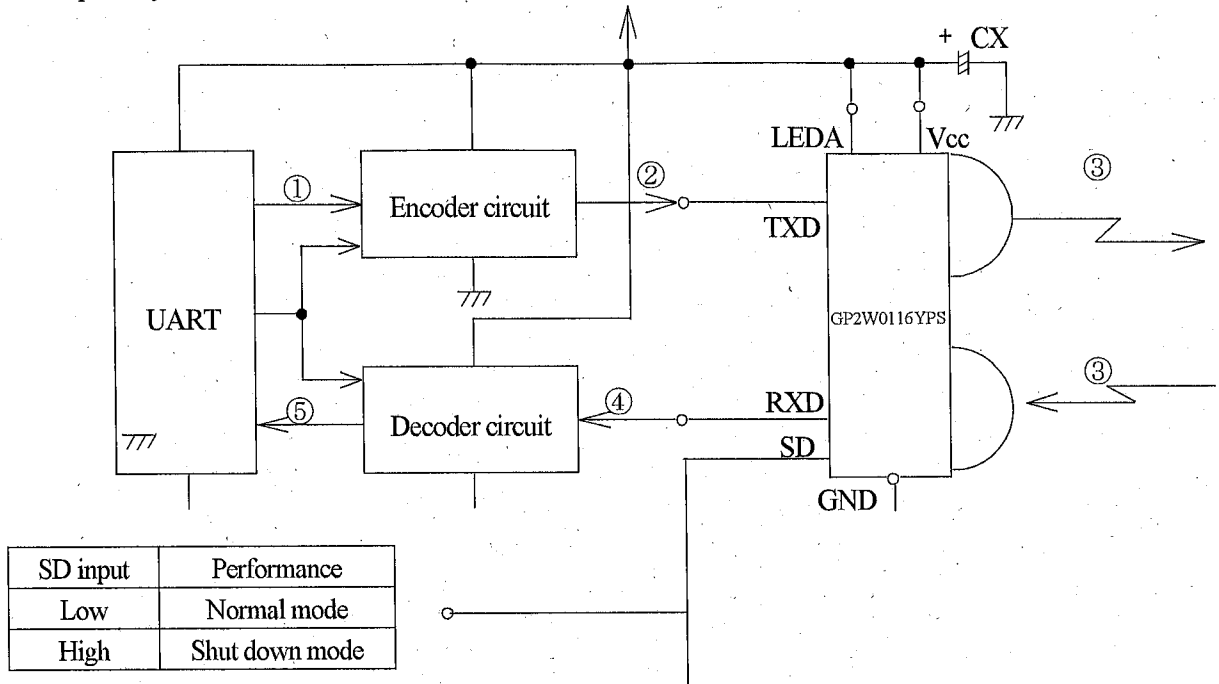 + CX
LEDA
Vcc
①
Encoder circuit
②
TXD
③
UART
GP2W0116YPS
⑤
Decoder circuit
④
RXD
③
SD
GND
SD input Performance
Low Normal mode
High Shut down mode